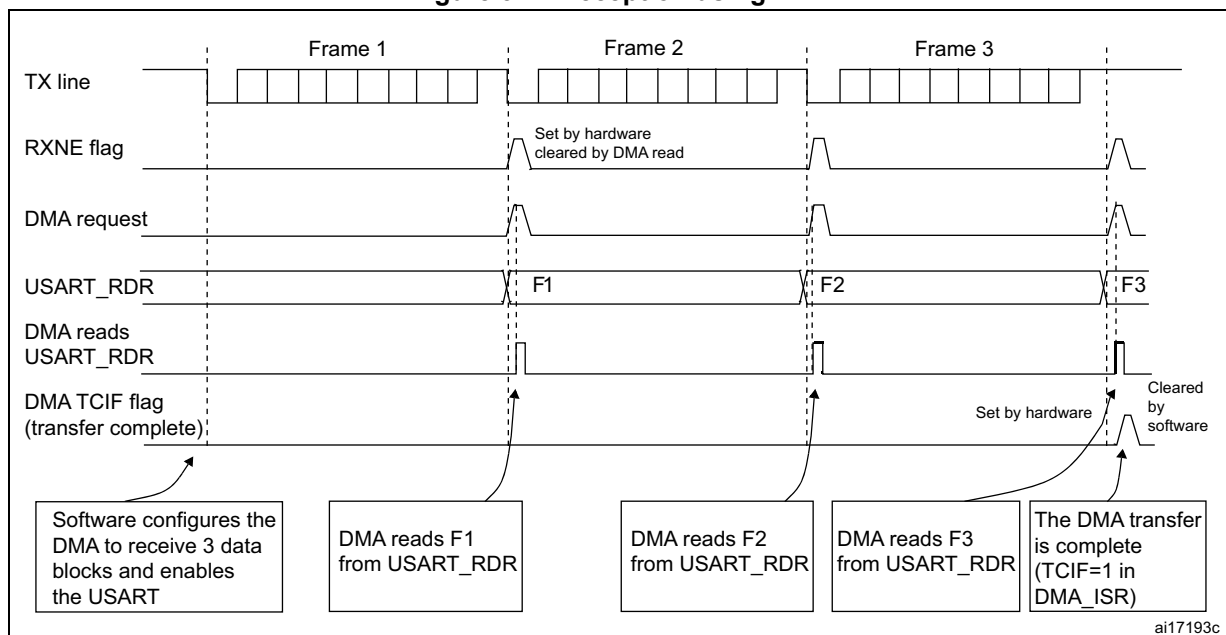 Frame 1
Frame 2
Frame 3
TX line
RXNE flag
Set by hardware
cleared by DMA read
DMA request
USART_RDR
F1
F2
F3
DMA reads
USART_RDR
DMA TCIF flag
(transfer complete)
Set by hardware
Cleared
by
software
Software configures the
DMA to receive 3 data
blocks and enables
the USART
DMA reads F1
from USART_RDR
DMA reads F2
from USART_RDR
DMA reads F3
from USART_RDR
The DMA transfer
is complete
(TCIF=1 in
DMA_ISR)
ai17193c